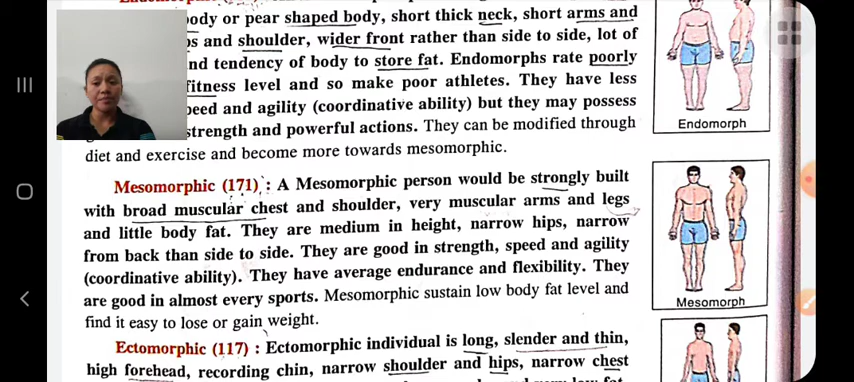 ody or pear shaped body, short thick neck, short arms and
and shoulder, wider front rather than side to side, lot of
nd tendency of body to store fat. Endomorphs rate poorly
fitness level and so make poor athletes. They have less
eed and agility (coordinative ability) but they may possess
strength and powerful actions. They can be modified through
diet and exercise and become more towards mesomorphic.
Endomorph
Mesomorphic (171) : A Mesomorphic person would be strongly built
with broad muscular chest and shoulder, very muscular arms and legs
and little body fat. They are medium in height, narrow hips, narrow
from back than side to side. They are good in strength, speed and agility
(coordinative ability). They have average endurance and flexibility. They
are good in almost every sports. Mesomorphic sustain low body fat level and
find it easy to lose or gain weight.
Mesomorph
Ectomorphic (117) : Ectomorphic individual is long, slender and thin,
high forehead, recording chin, narrow shoulder and hips, narrow chest